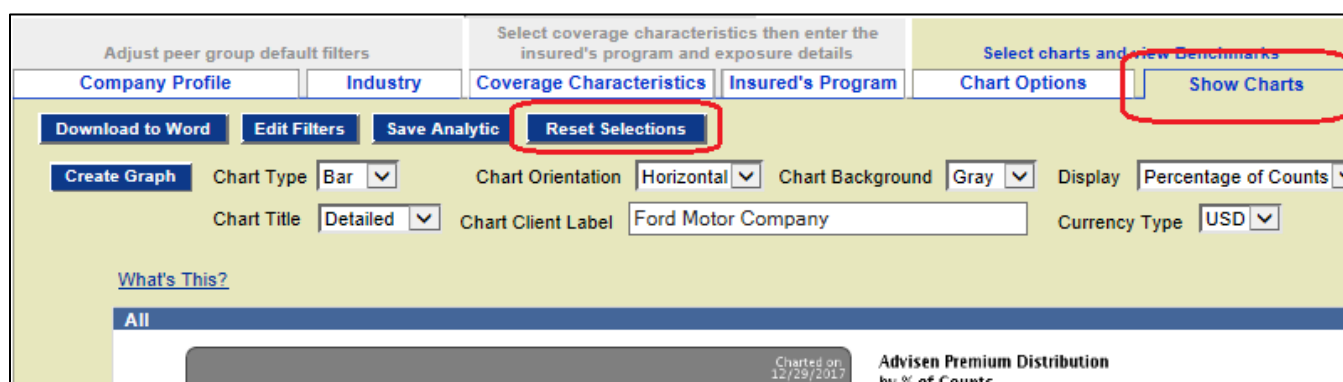 Adjust peer group default filters
Select coverage characteristics then enter the
insured's program and exposure details
Select charts and view Benchmarks
Company Profile Industry Coverage Characteristics Insured's Program Chart Options Show Charts
Download to Word Edit Filters Save Analytic Reset Selections
Create Graph Chart Type Bar Chart Orientation Horizontal Chart Background Gray Display Percentage of Counts
Chart Title Detailed Chart Client Label Ford Motor Company Currency Type USD
What's This?
All
Charted on
12/29/2017
Advisen Premium Distribution
by % of Counts